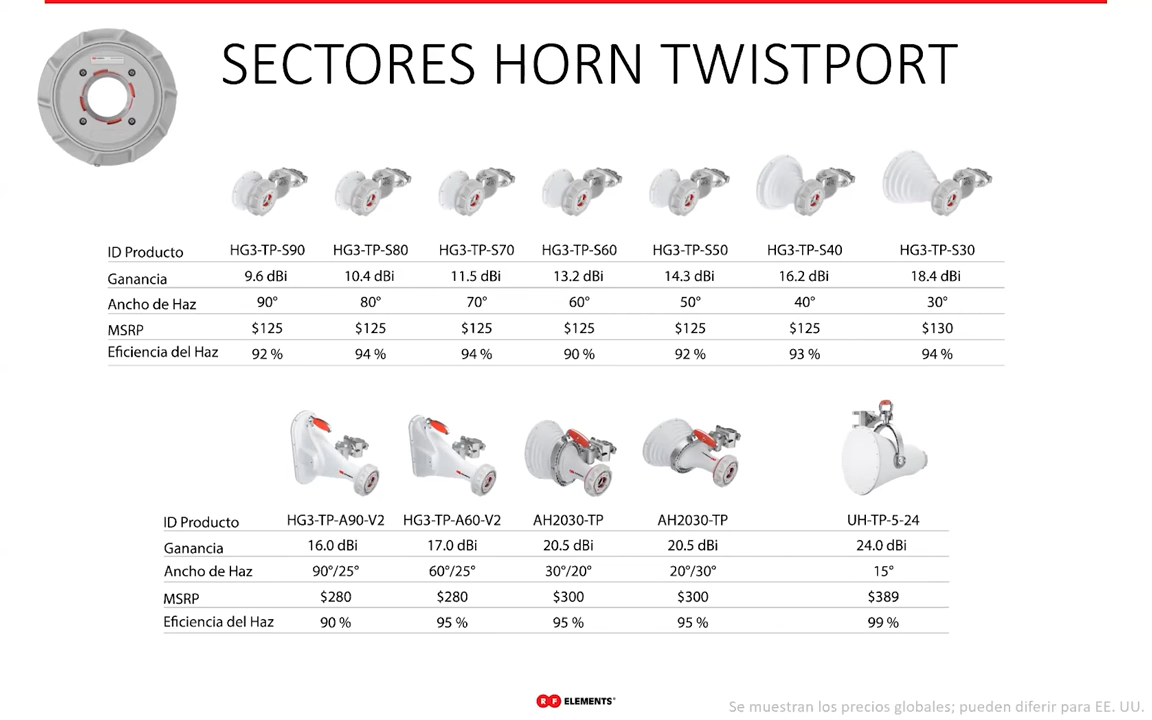 SECTORES HORN TWISTPORT
ID Producto HG3-TP-S90 HG3-TP-S80 HG3-TP-S70 HG3-TP-S60 HG3-TP-S50 HG3-TP-S40 HG3-TP-S30
Ganancia 9.6 dBi 10.4 dBi 11.5 dBi 13.2 dBi 14.3 dBi 16.2 dBi 18.4 dBi
Ancho de Haz 90° 80° 70° 60° 50° 40° 30°
MSRP $125 $125 $125 $125 $125 $125 $130
Eficiencia del Haz 92 % 94 % 94 % 90 % 92 % 93 % 94 %
ID Producto HG3-TP-A90-V2 HG3-TP-A60-V2 AH2030-TP AH2030-TP UH-TP-5-24
Ganancia 16.0 dBi 17.0 dBi 20.5 dBi 20.5 dBi 24.0 dBi
Ancho de Haz 90°/25° 60°/25° 30°/20° 20°/30° 15°
MSRP $280 $280 $300 $300 $389
Eficiencia del Haz 90 % 95 % 95 % 95 % 99 %
RF ELEMENTS
Se muestran los precios globales; pueden diferir para EE. UU.